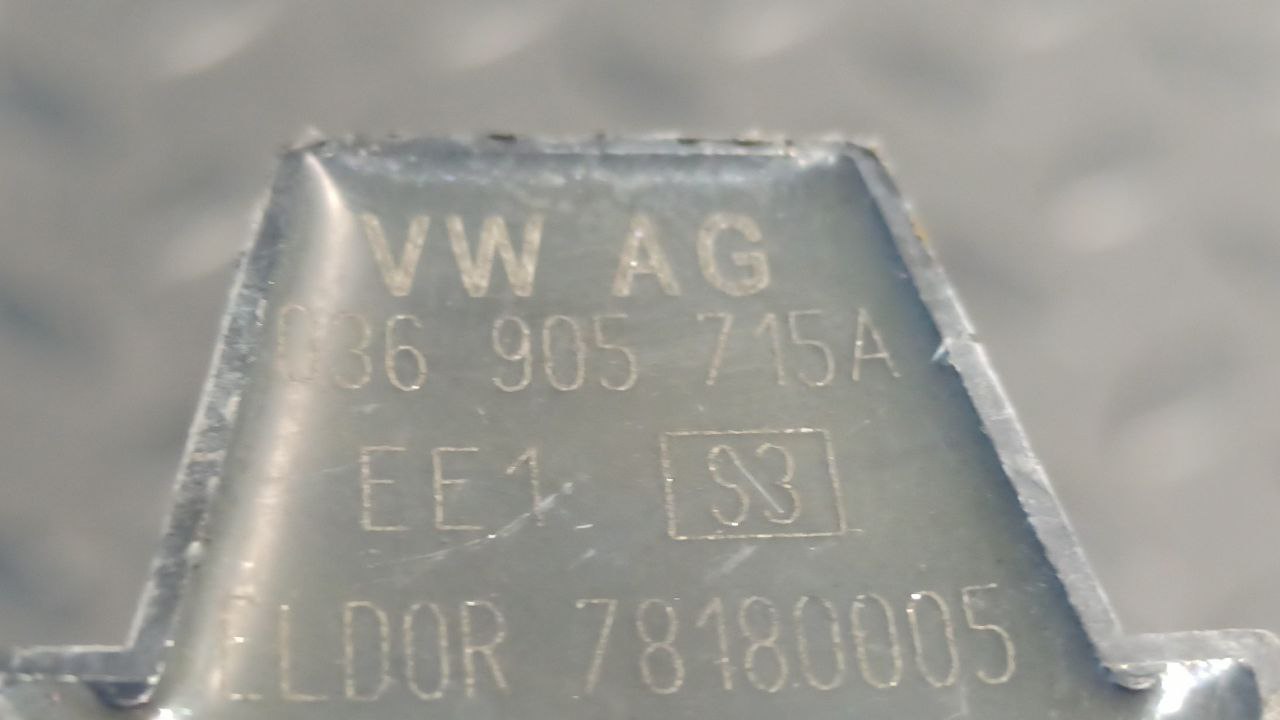 VW AG
036 905 715A
EE1 S3
ELDOR 78180005